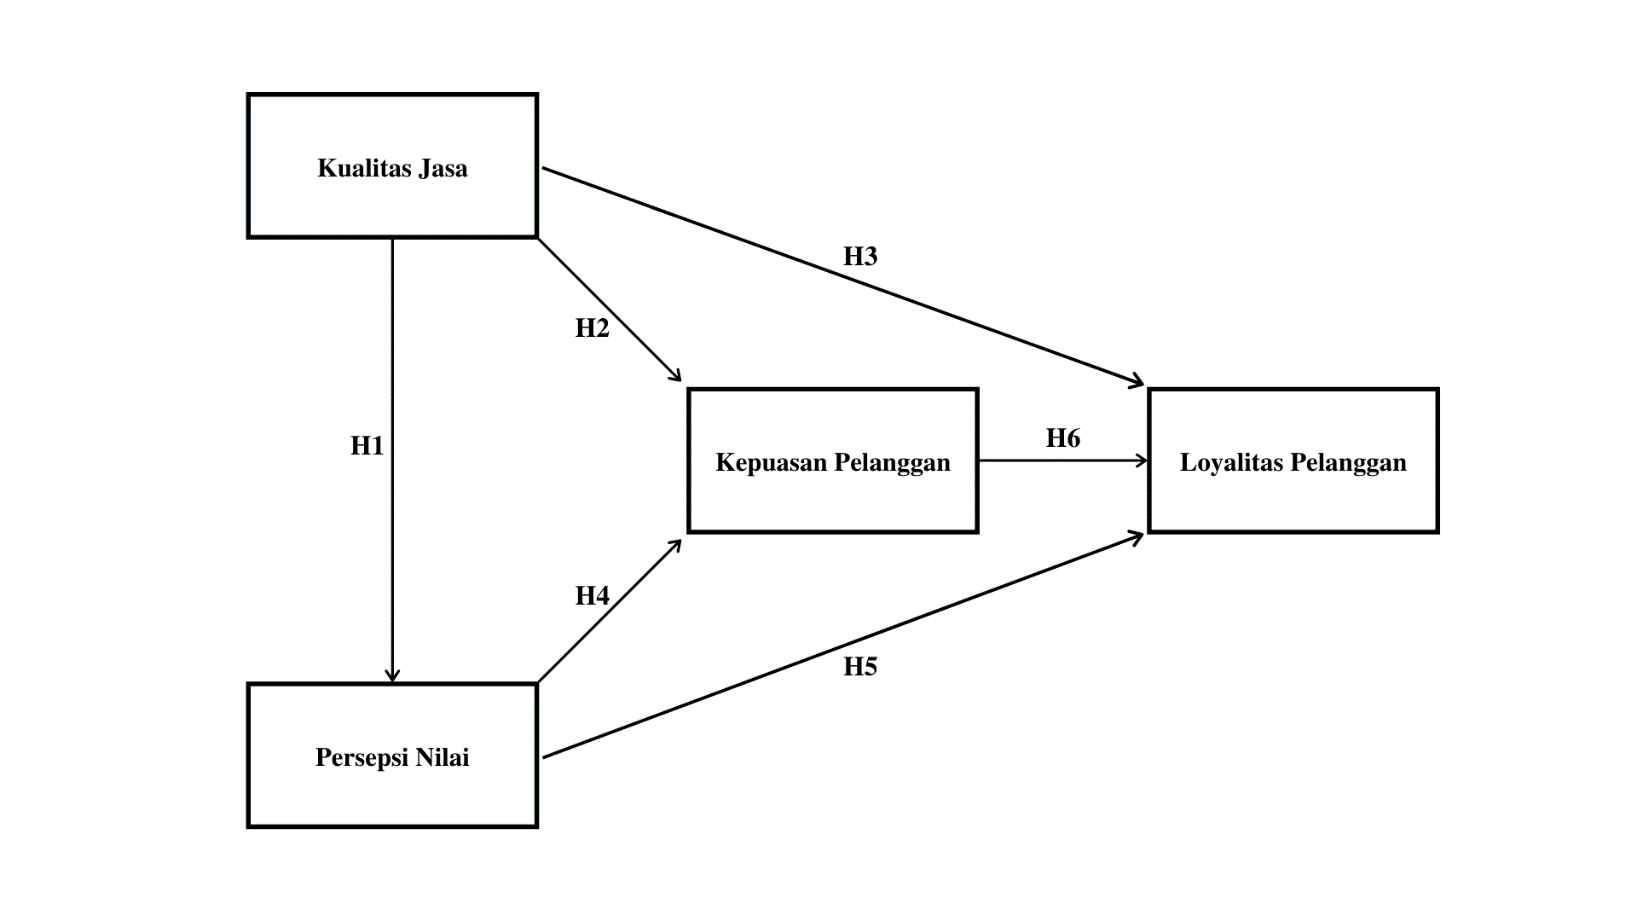 Kualitas Jasa
H3
H2
H1
Kepuasan Pelanggan
H6
Loyalitas Pelanggan
H4
H5
Persepsi Nilai